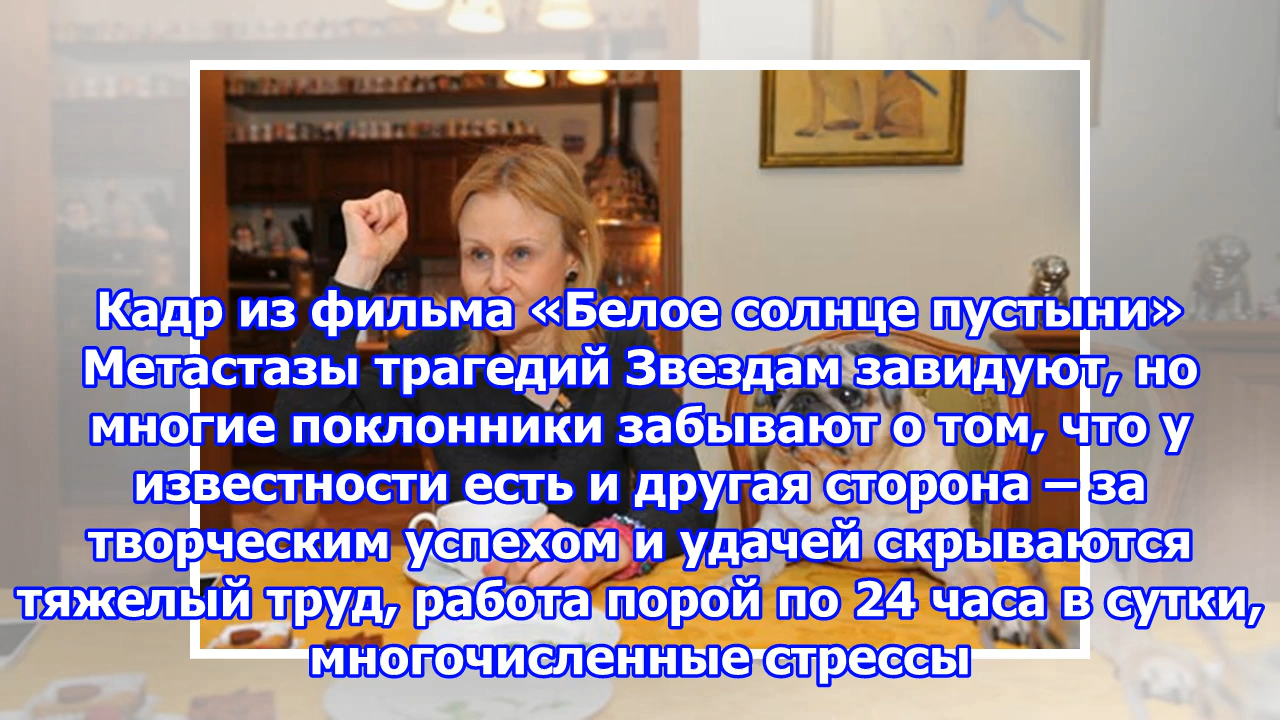 Кадр из фильма «Белое солнце пустыни»
Метастазы трагедий Звездам завидуют, но
многие поклонники забывают о том, что у
известности есть и другая сторона – за
творческим успехом и удачей скрываются
тяжелый труд, работа порой по 24 часа в сутки,
многочисленные стрессы